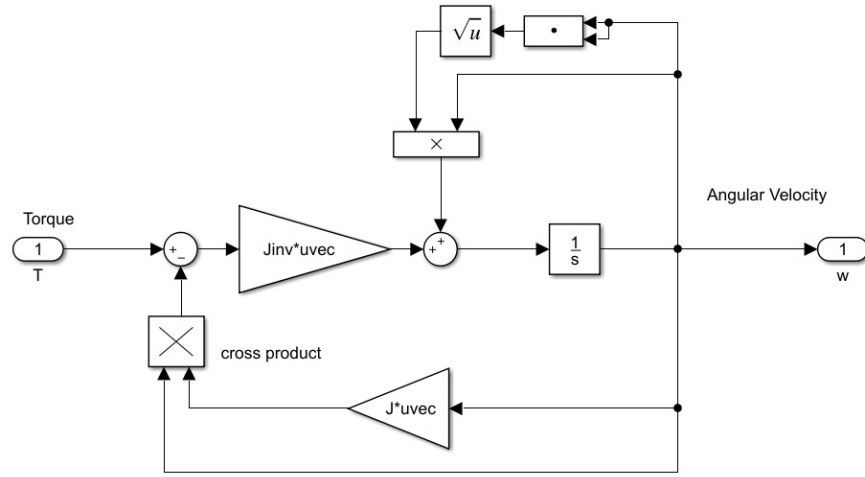 √u
×
Torque
1
T
+
−
Jinv*uvec
+
+
1
s
Angular Velocity
1
w
cross product
J*uvec